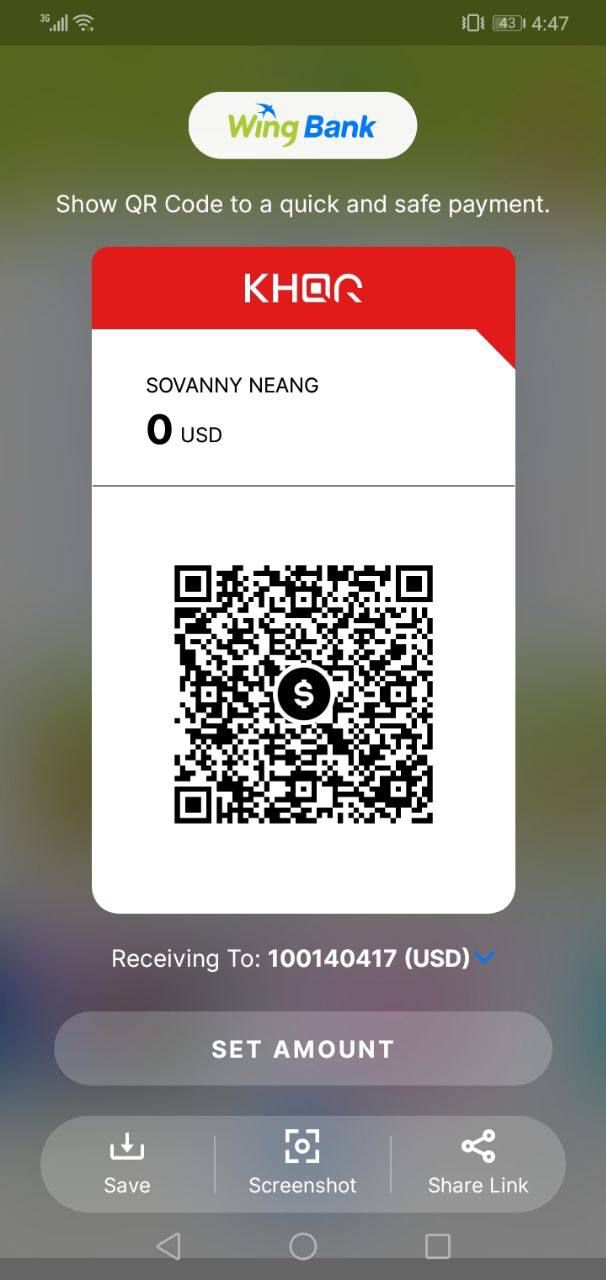 3G 43 4:47
Wing Bank
Show QR Code to a quick and safe payment.
KHQR
SOVANNY NEANG
0 USD
$
Receiving To: 100140417 (USD)
SET AMOUNT
Save Screenshot Share Link